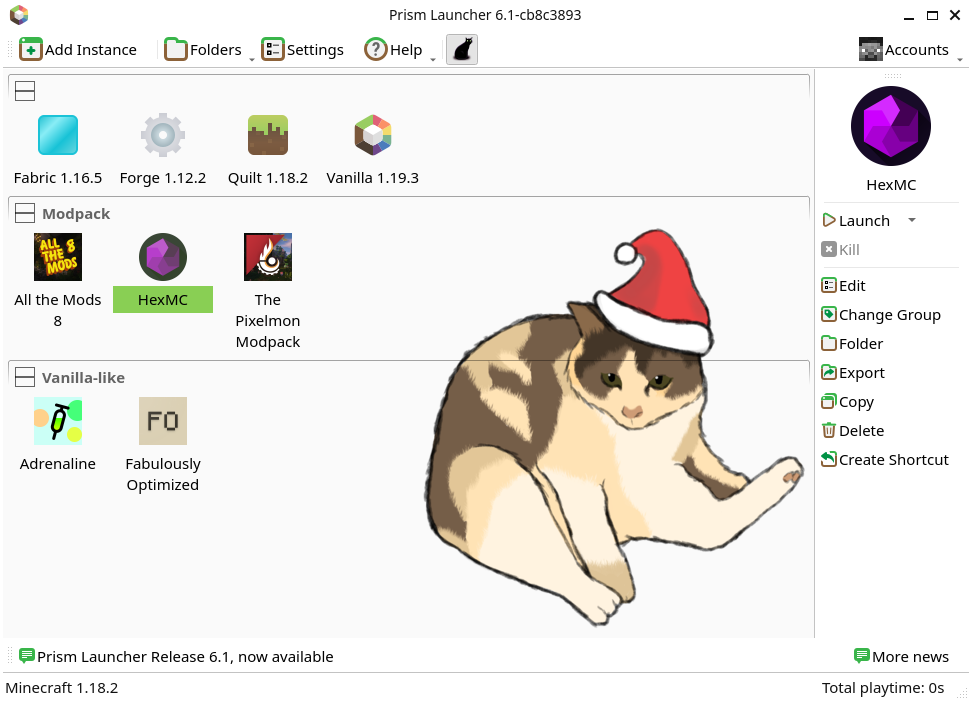 Prism Launcher 6.1-cb8c3893
Add Instance Folders Settings Help Accounts
Fabric 1.16.5 Forge 1.12.2 Quilt 1.18.2 Vanilla 1.19.3
Modpack
ALL THE MODS 8
All the Mods 8
HexMC
The Pixelmon Modpack
Vanilla-like
FO
Adrenaline
Fabulously Optimized
HexMC
Launch
Kill
Edit
Change Group
Folder
Export
Copy
Delete
Create Shortcut
Prism Launcher Release 6.1, now available
More news
Minecraft 1.18.2
Total playtime: 0s